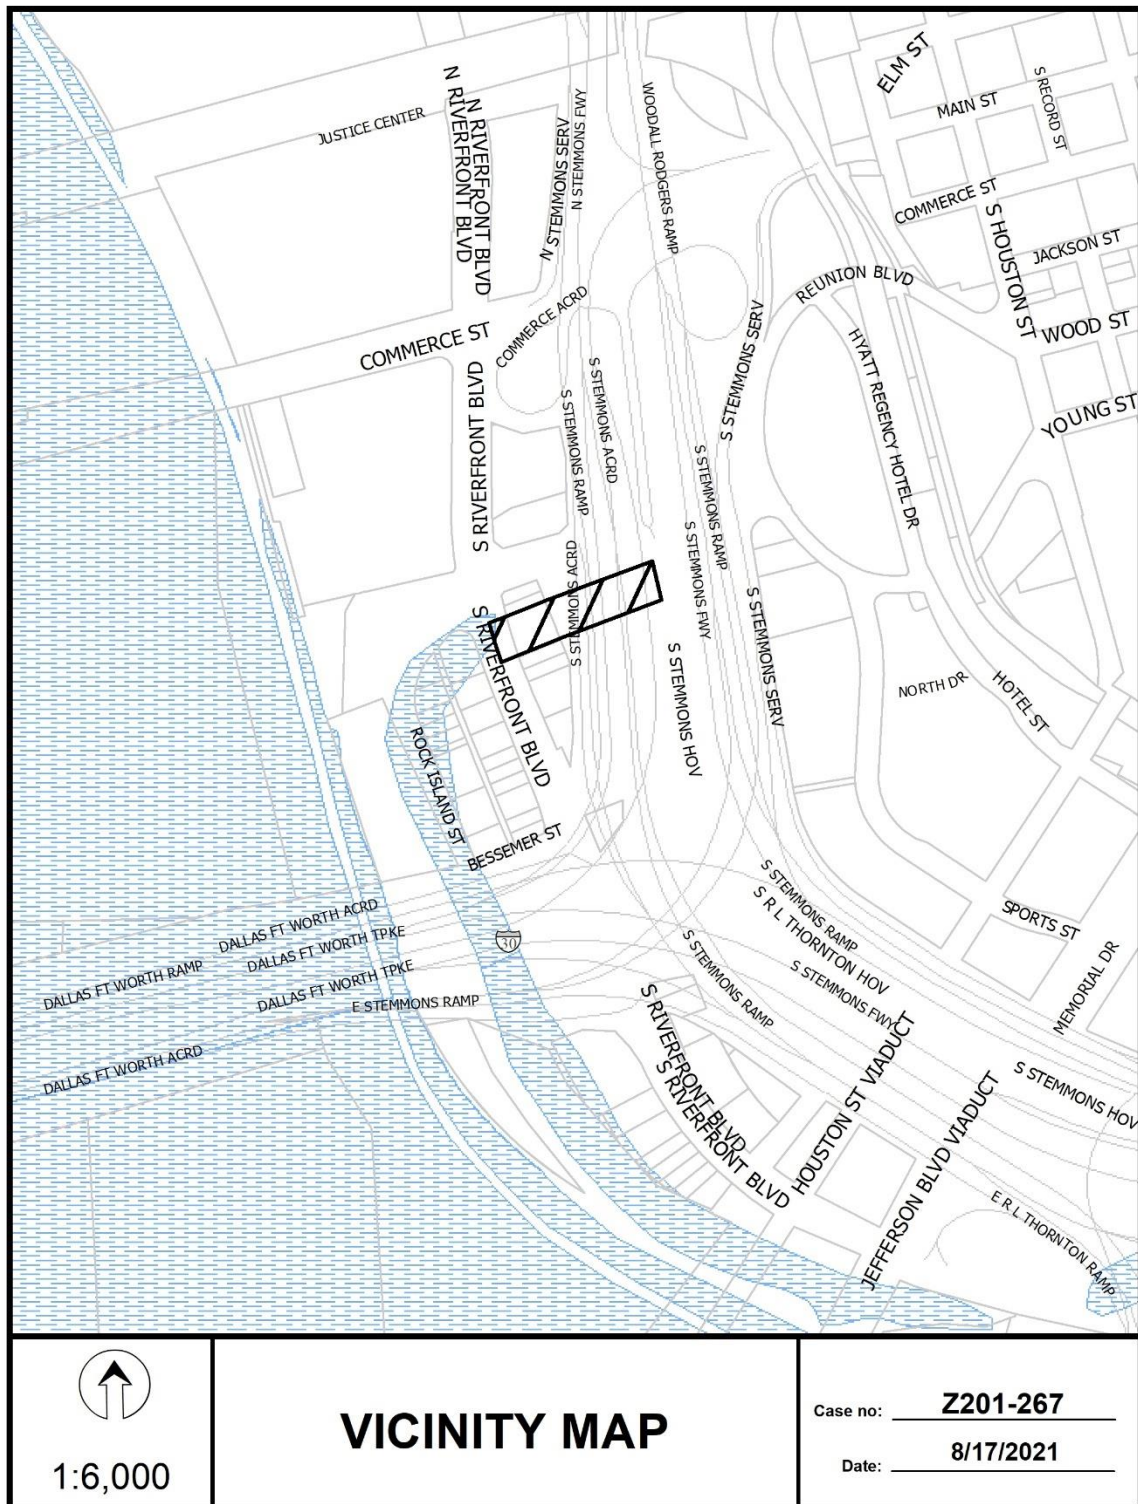 ELM ST
MAIN ST
S RECORD ST
JUSTICE CENTER
N RIVERFRONT BLVD
N RIVERFRONT BLVD
N STEMMONS SERV
N STEMMONS FWY
WOODALL RODGERS RAMP
COMMERCE ST
S HOUSTON ST
JACKSON ST
REUNION BLVD
WOOD ST
COMMERCE ST
COMMERCE ACRD
S STEMMONS SERV
HYATT REGENCY HOTEL DR
YOUNG ST
S RIVERFRONT BLVD
S STEMMONS RAMP
S STEMMONS ACRD
S STEMMONS RAMP
S STEMMONS FWY
S STEMMONS ACRD
S STEMMONS SERV
S RIVERFRONT BLVD
S STEMMONS HOV
NORTH DR
HOTEL ST
ROCK ISLAND ST
BESSEMER ST
S STEMMONS RAMP
S R L THORNTON HOV
S STEMMONS FWY
SPORTS ST
MEMORIAL DR
DALLAS FT WORTH ACRD
DALLAS FT WORTH TPKE
DALLAS FT WORTH RAMP
DALLAS FT WORTH TPKE
E STEMMONS RAMP
DALLAS FT WORTH ACRD
30
S STEMMONS RAMP
S RIVERFRONT BLVD
S RIVERFRONT BLVD
HOUSTON ST VIADUCT
JEFFERSON BLVD VIADUCT
S STEMMONS HOV
E R L THORNTON RAMP
1:6,000
VICINITY MAP
Case no: Z201-267
Date: 8/17/2021